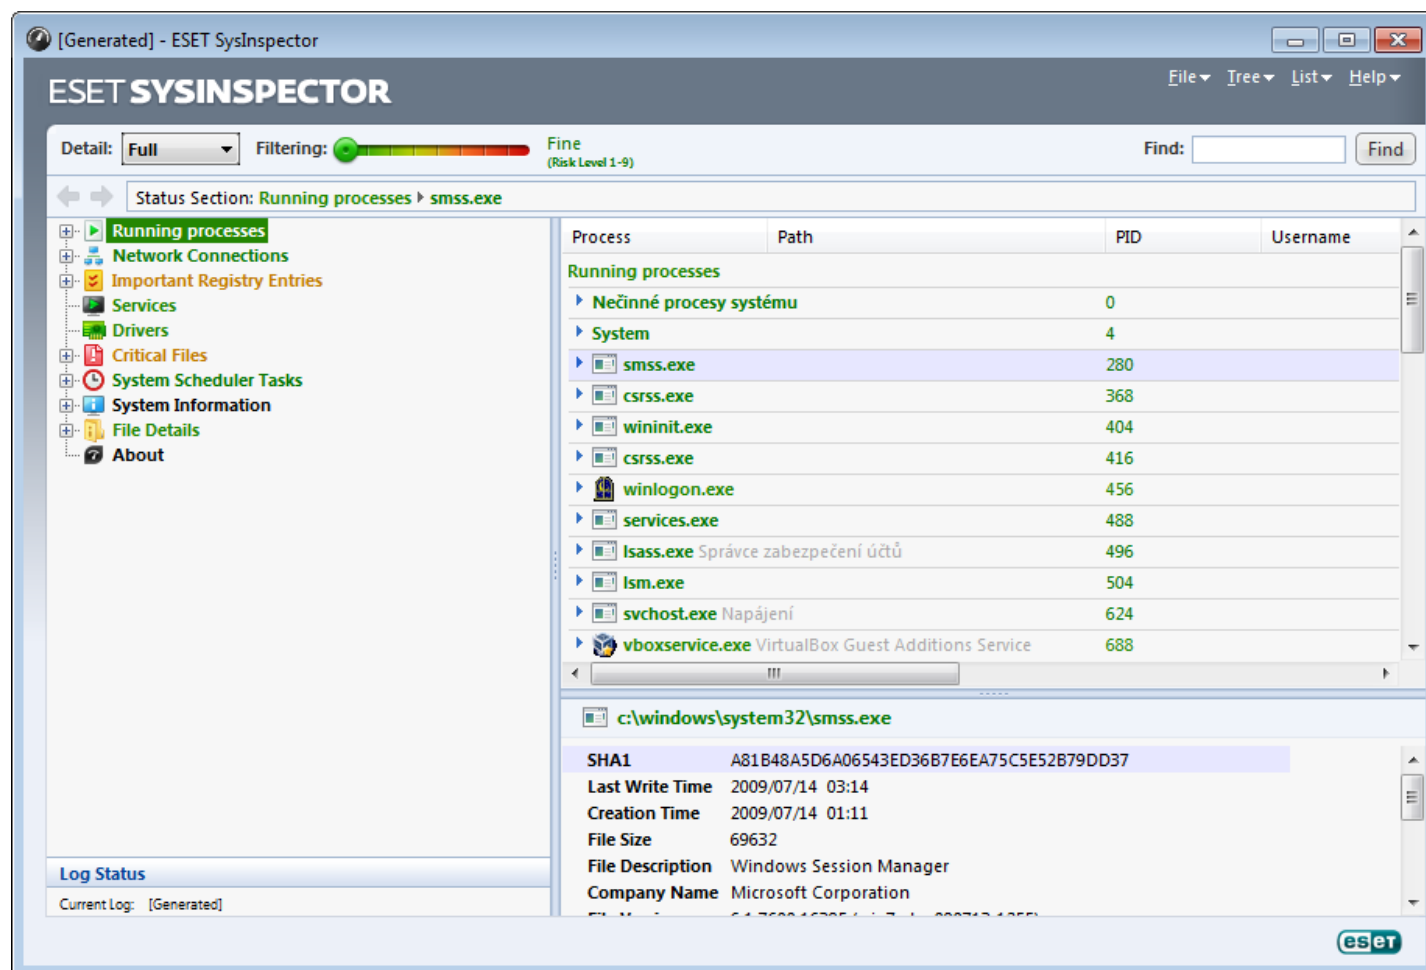 [Generated] - ESET SysInspector
ESET SYSINSPECTOR
File Tree List Help
Detail: Full Filtering: Fine Find: Find
(Risk Level 1-9)
Status Section: Running processes smss.exe
Running processes
Network Connections
Important Registry Entries
Services
Drivers
Critical Files
System Scheduler Tasks
System Information
File Details
About
Log Status
Current Log: [Generated]
Process Path PID Username
Running processes
Nečinné procesy systému 0
System 4
smss.exe 280
csrss.exe 368
wininit.exe 404
csrss.exe 416
winlogon.exe 456
services.exe 488
lsass.exe Správce zabezpečení účtů 496
lsm.exe 504
svchost.exe Napájení 624
vboxservice.exe VirtualBox Guest Additions Service 688
c:\windows\system32\smss.exe
SHA1 A81B48A5D6A06543ED36B7E6EA75C5E52B79DD37
Last Write Time 2009/07/14 03:14
Creation Time 2009/07/14 01:11
File Size 69632
File Description Windows Session Manager
Company Name Microsoft Corporation
eseT